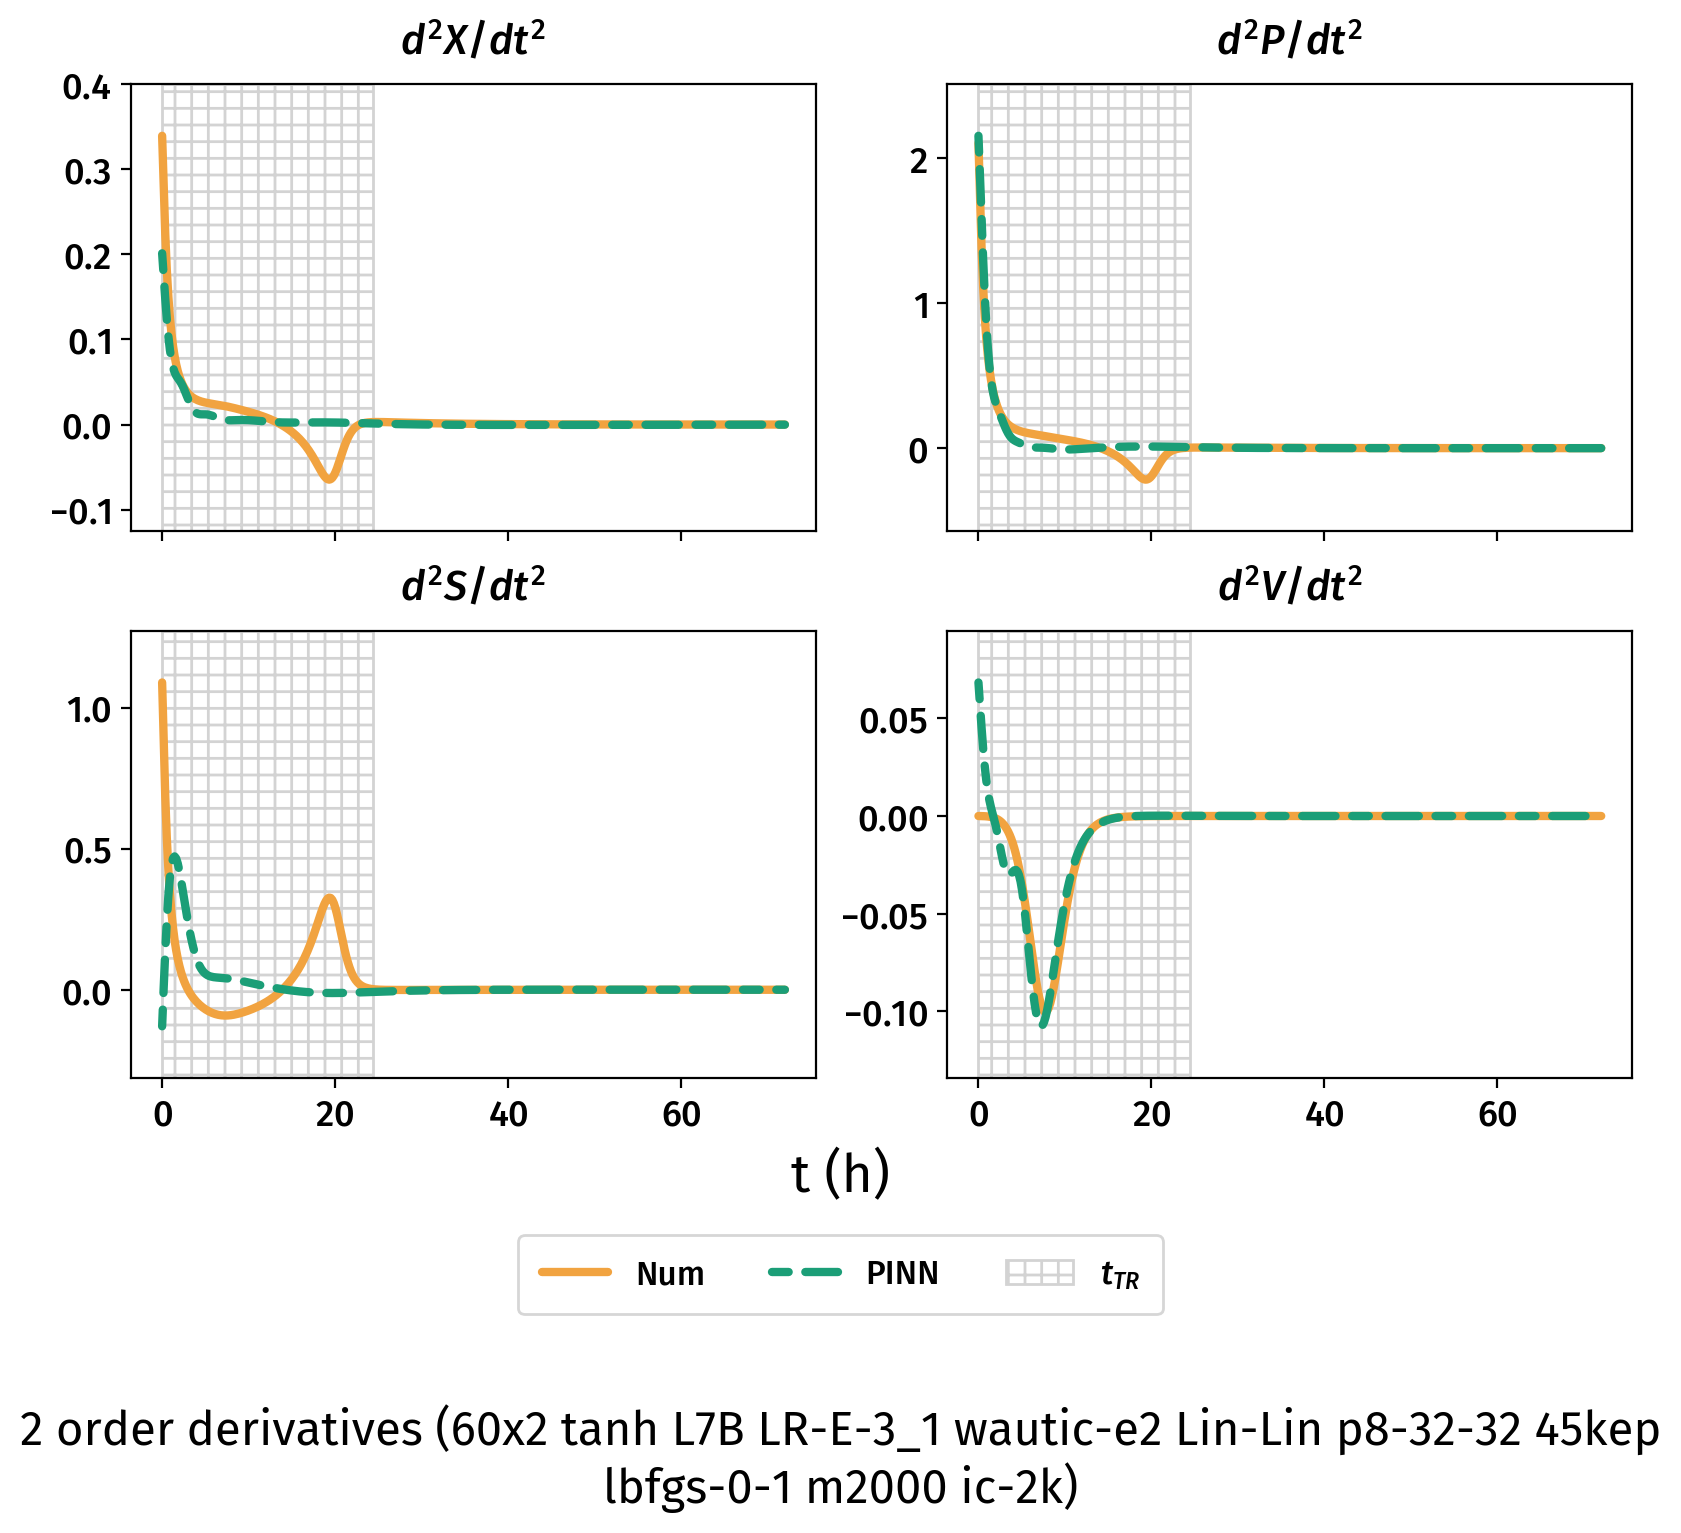 d²X/dt²
d²P/dt²
0.4
0.3
0.2
0.1
0.0
−0.1
2
1
0
d²S/dt²
d²V/dt²
1.0
0.5
0.0
0.05
0.00
−0.05
−0.10
0 20 40 60
0 20 40 60
t (h)
Num PINN t_TR
2 order derivatives (60x2 tanh L7B LR-E-3_1 wautic-e2 Lin-Lin p8-32-32 45kep
lbfgs-0-1 m2000 ic-2k)